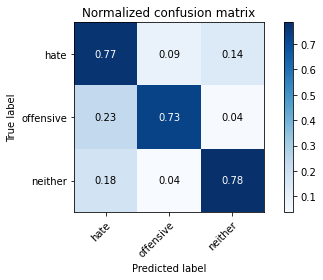 Normalized confusion matrix
True label
hate
offensive
neither
0.77 0.09 0.14
0.23 0.73 0.04
0.18 0.04 0.78
hate
offensive
neither
Predicted label
0.7
0.6
0.5
0.4
0.3
0.2
0.1